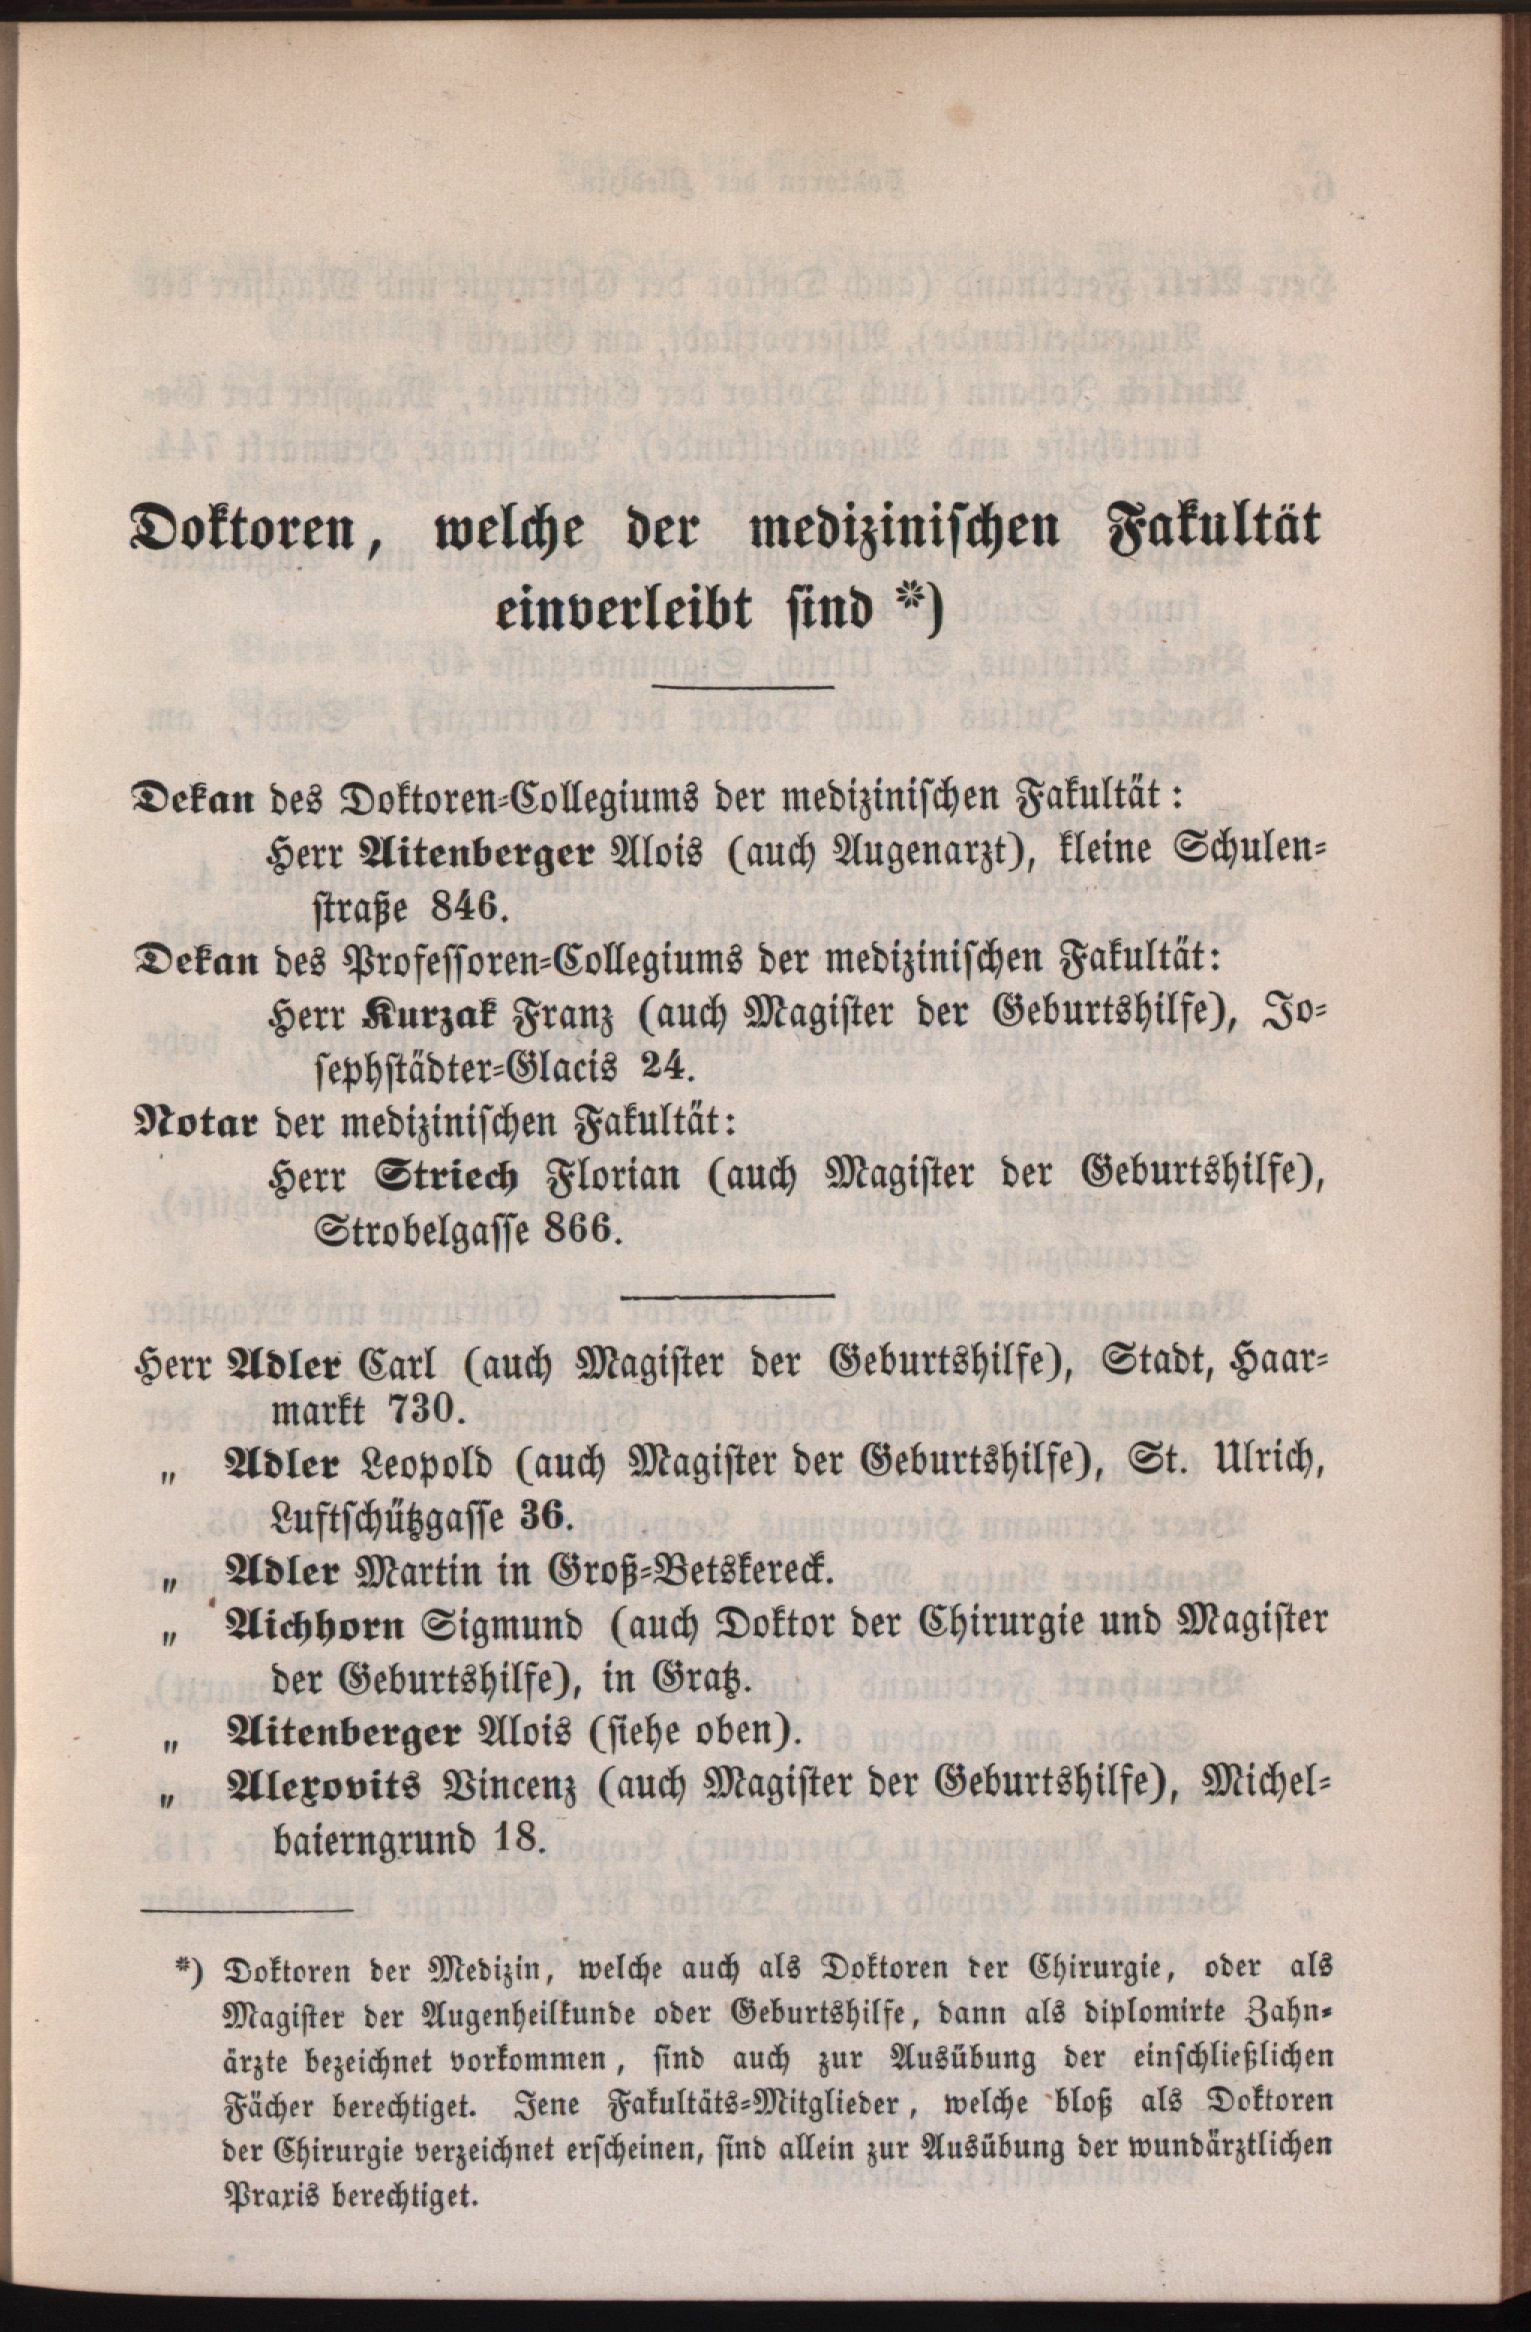 Doktoren, welche der medizinischen Fakultät
einverleibt sind *)
Dekan des Doktoren-Collegiums der medizinischen Fakultät:
Herr Aitenberger Alois (auch Augenarzt), kleine Schulen-
straße 846.
Dekan des Professoren-Collegiums der medizinischen Fakultät:
Herr Kurzak Franz (auch Magister der Geburtshilfe), Jo-
sephstädter-Glacis 24.
Notar der medizinischen Fakultät:
Herr Striech Florian (auch Magister der Geburtshilfe),
Strobelgasse 866.
Herr Adler Carl (auch Magister der Geburtshilfe), Stadt, Haar-
markt 730.
„ Adler Leopold (auch Magister der Geburtshilfe), St. Ulrich,
Luftschützgasse 36.
„ Adler Martin in Groß-Betskereck.
„ Aichhorn Sigmund (auch Doktor der Chirurgie und Magister
der Geburtshilfe), in Gratz.
„ Aitenberger Alois (siehe oben).
„ Alexovits Vincenz (auch Magister der Geburtshilfe), Michel-
baierngrund 18.
*) Doktoren der Medizin, welche auch als Doktoren der Chirurgie, oder als
Magister der Augenheilkunde oder Geburtshilfe, dann als diplomirte Zahn-
ärzte bezeichnet vorkommen, sind auch zur Ausübung der einschließlichen
Fächer berechtiget. Jene Fakultäts-Mitglieder, welche bloß als Doktoren
der Chirurgie verzeichnet erscheinen, sind allein zur Ausübung der wundärztlichen
Praxis berechtiget.